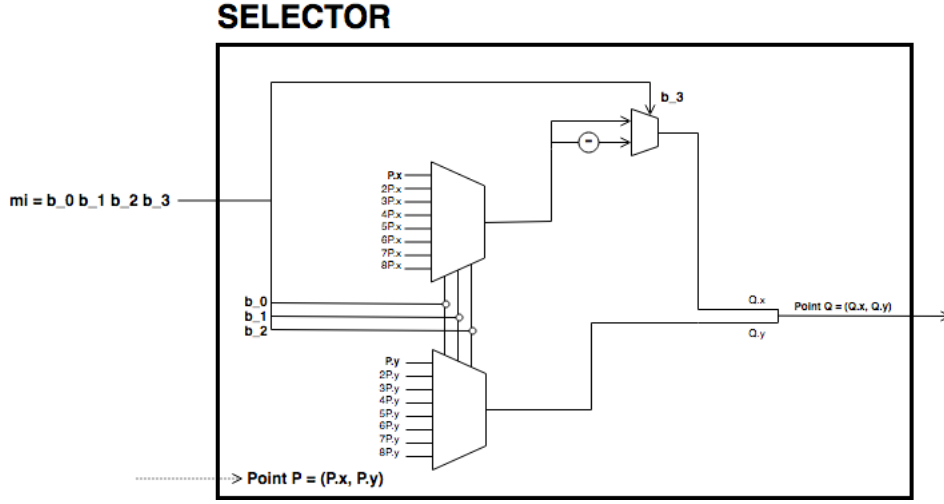 SELECTOR
b_3
P.x
2P.x
3P.x
mi = b_0 b_1 b_2 b_3
4P.x
5P.x
6P.x
7P.x
8P.x
b_0
b_1
b_2
Q.x
Point Q = (Q.x, Q.y)
Q.y
P.y
2P.y
3P.y
4P.y
5P.y
6P.y
7P.y
8P.y
Point P = (P.x, P.y)